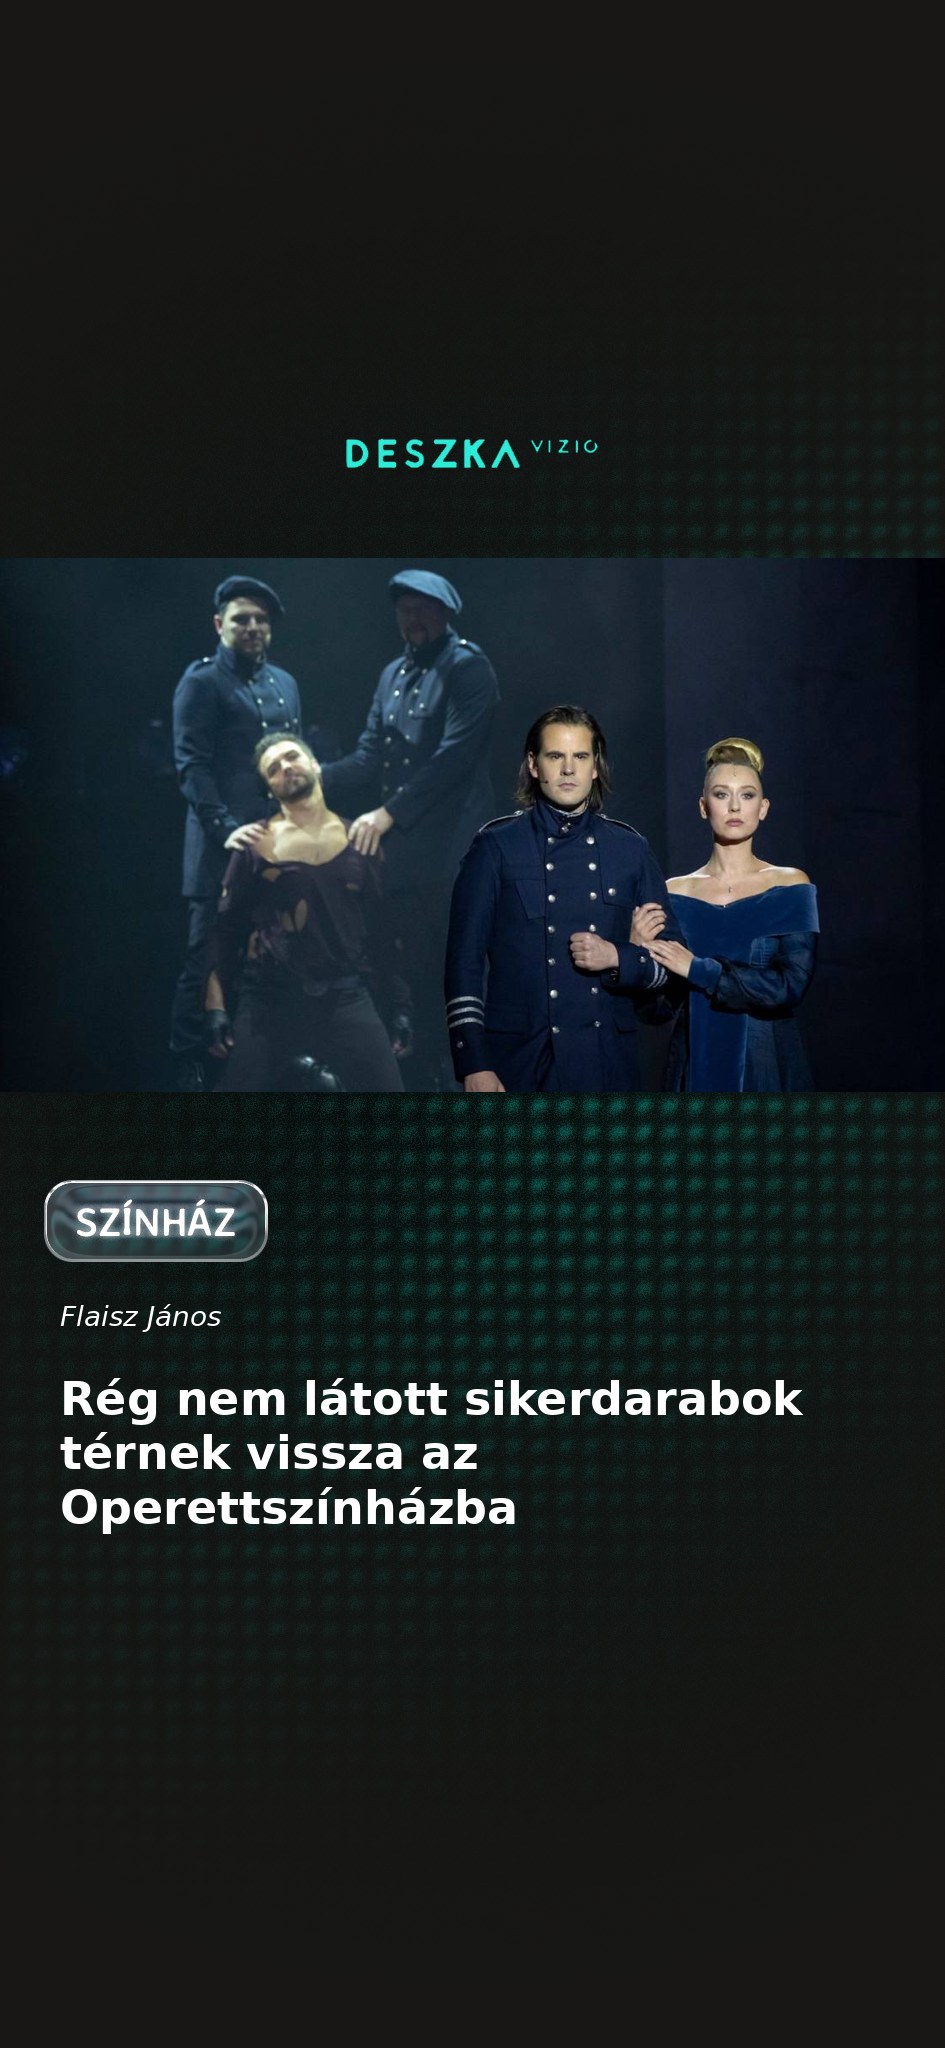 DESZKA VIZIO
SZÍNHÁZ
Flaisz János
Rég nem látott sikerdarabok
térnek vissza az
Operettszínházba